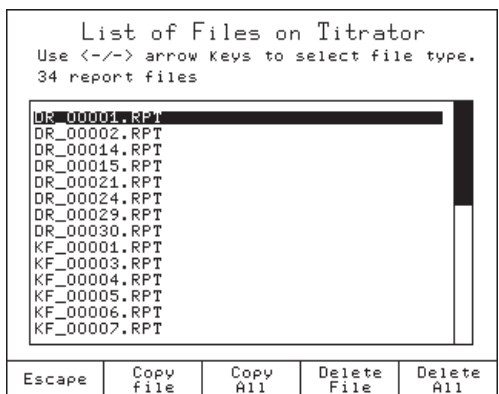 List of Files on Titrator
Use <-/-> arrow Keys to select file type.
34 report files
DR_00001.RPT
DR_00002.RPT
DR_00014.RPT
DR_00015.RPT
DR_00021.RPT
DR_00024.RPT
DR_00029.RPT
DR_00030.RPT
KF_00001.RPT
KF_00003.RPT
KF_00004.RPT
KF_00005.RPT
KF_00006.RPT
KF_00007.RPT
Escape
Copy
file
Copy
All
Delete
File
Delete
All